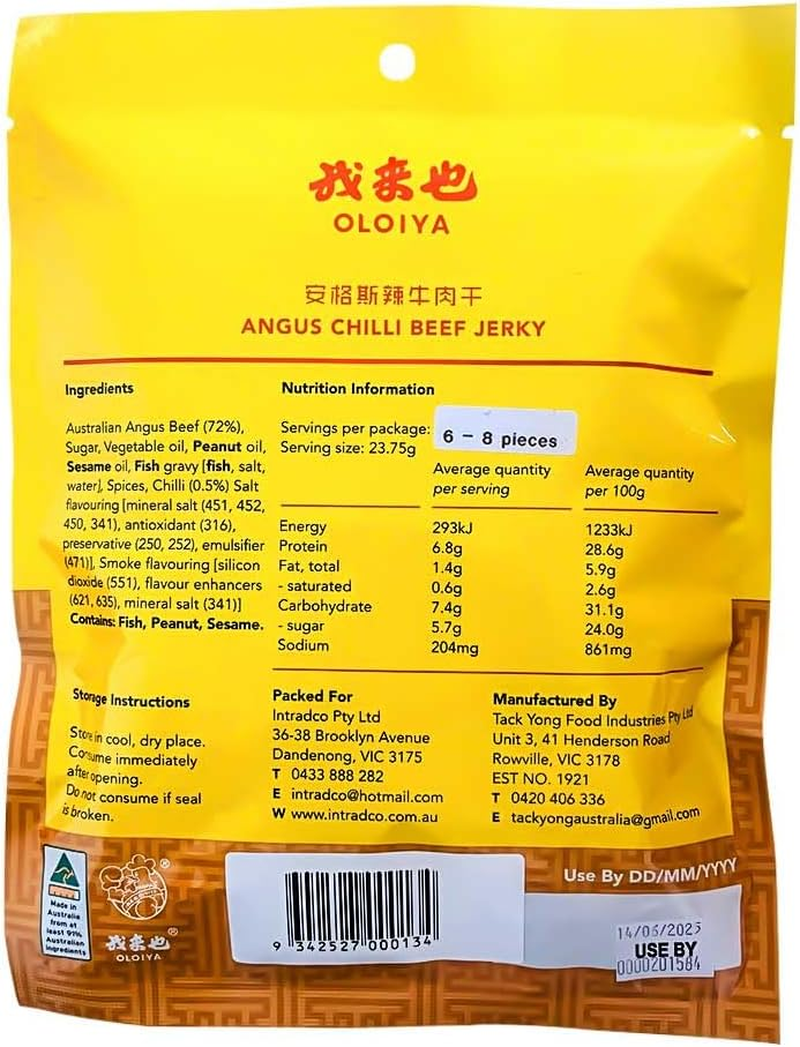 我来也
OLOIYA
安格斯辣牛肉干
ANGUS CHILLI BEEF JERKY
Ingredients
Australian Angus Beef (72%),
Sugar, Vegetable oil, Peanut oil,
Sesame oil, Fish gravy [fish, salt,
water], Spices, Chilli (0.5%) Salt
flavouring [mineral salt (451, 452,
450, 341), antioxidant (316),
preservative (250, 252), emulsifier
(471)], Smoke flavouring [silicon
dioxide (551), flavour enhancers
(621, 635), mineral salt (341)]
Contains: Fish, Peanut, Sesame.
Nutrition Information
Servings per package: 6 - 8 pieces
Serving size: 23.75g
Average quantity per serving Average quantity per 100g
Energy 293kJ 1233kJ
Protein 6.8g 28.6g
Fat, total 1.4g 5.9g
- saturated 0.6g 2.6g
Carbohydrate 7.4g 31.1g
- sugar 5.7g 24.0g
Sodium 204mg 861mg
Storage Instructions
Store in cool, dry place.
Consume immediately
after opening.
Do not consume if seal
is broken.
Packed For
Intradco Pty Ltd
36-38 Brooklyn Avenue
Dandenong, VIC 3175
T 0433 888 282
E intradco@hotmail.com
W www.intradco.com.au
Manufactured By
Tack Yong Food Industries Pty Ltd
Unit 3, 41 Henderson Road
Rowville, VIC 3178
EST NO. 1921
T 0420 406 336
E tackyongaustralia@gmail.com
Made in
Australia
from at
least 91%
Australian
ingredients
®
我来也®
OLOIYA
9 342527 000134
Use By DD/MM/YYYY
USE BY
0000201584